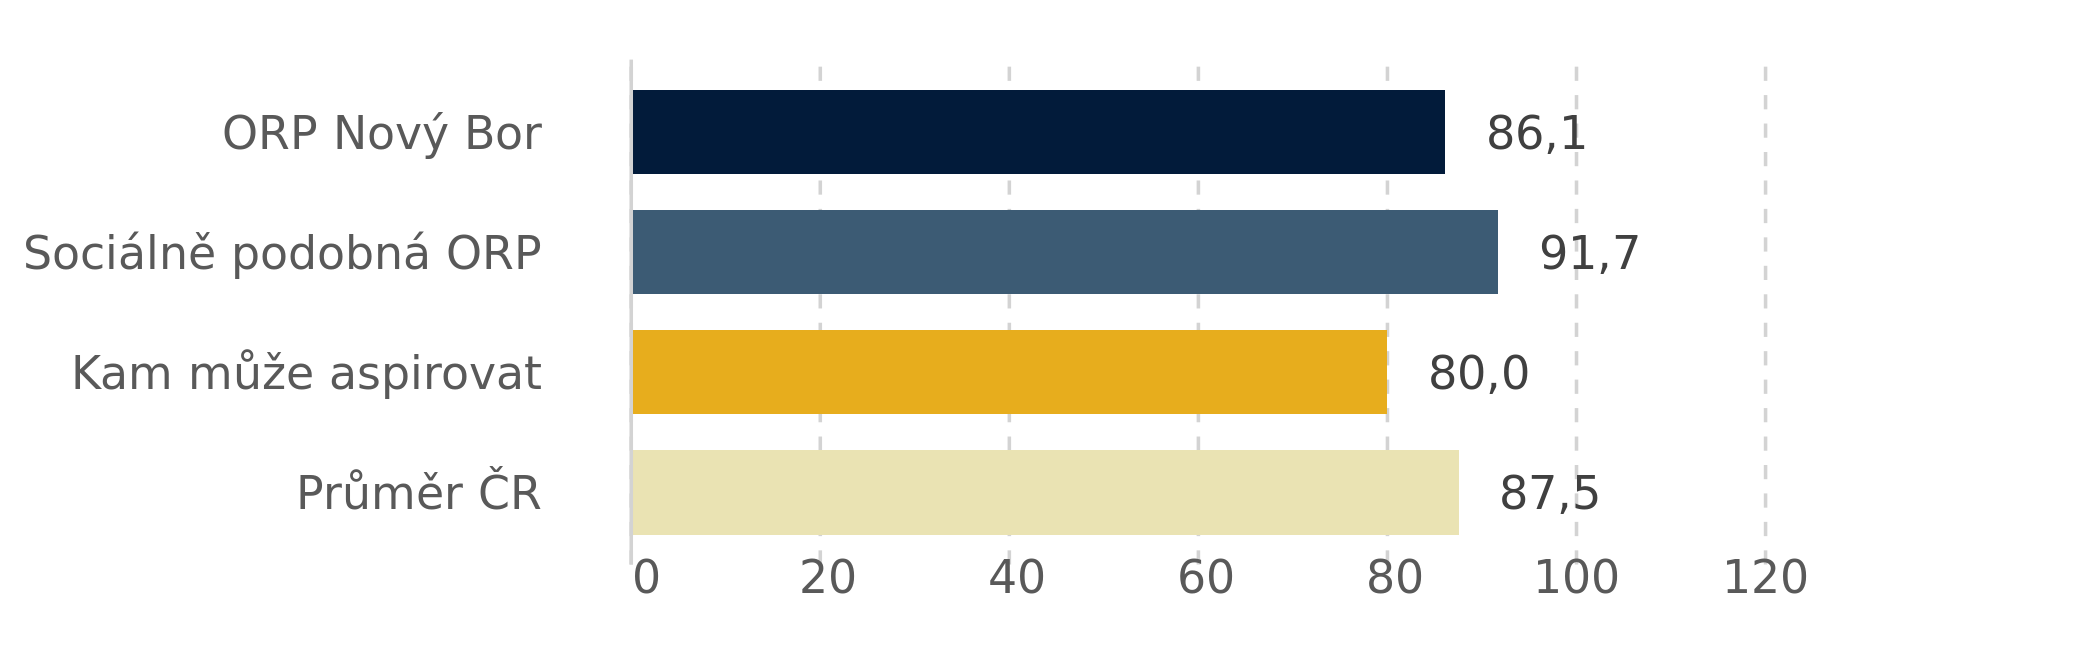 ORP Nový Bor 86,1
Sociálně podobná ORP 91,7
Kam může aspirovat 80,0
Průměr ČR 87,5
0 20 40 60 80 100 120